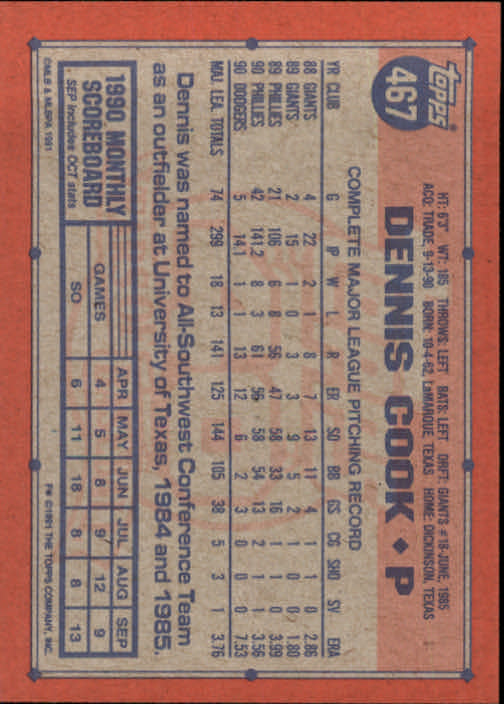 topps
467
HT: 6'3" WT: 185 THROWS: LEFT BATS: LEFT DRFT: GIANTS #18-JUNE, 1985
ACQ: TRADE, 9-13-90 BORN: 10-4-62, LaMARQUE, TEXAS HOME: DICKINSON, TEXAS
DENNIS COOK ♦ P
COMPLETE MAJOR LEAGUE PITCHING RECORD
YR CLUB G IP W L R ER SO BB GS CG SHO SV ERA
88 GIANTS 4 22 2 1 8 7 13 11 4 1 1 0 2.86
89 GIANTS 2 15 1 0 3 3 9 5 2 1 0 0 1.80
89 PHILLIES 21 106 6 8 56 47 58 33 16 1 1 0 3.99
90 PHILLIES 42 141.2 8 3 61 56 58 54 13 2 1 1 3.56
90 DODGERS 5 14.1 1 1 13 12 6 2 3 0 0 0 7.53
MAJ. LEA. TOTALS 74 299 18 13 141 125 144 105 38 5 3 1 3.76
Dennis was named to All-Southwest Conference Team
as an outfielder at University of Texas, 1984 and 1985.
1990 MONTHLY
SCOREBOARD
SEP includes OCT stats
APR MAY JUN JUL AUG SEP
GAMES 4 5 8 9 12 9
SO 6 11 18 8 8 13
©MLB & MLBPA 1991
F* ©1991 THE TOPPS COMPANY, INC.